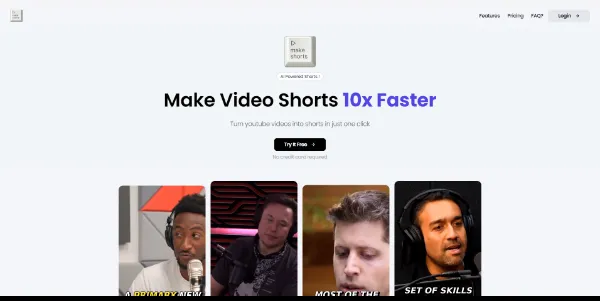 Features Pricing FAQ? Login →
make
shorts
AI Powered Shorts !
Make Video Shorts 10x Faster
Turn youtube videos into shorts in just one click
Try It Free →
No credit card required
A PRIMARY NEW
MOST OF THE
SET OF SKILLS